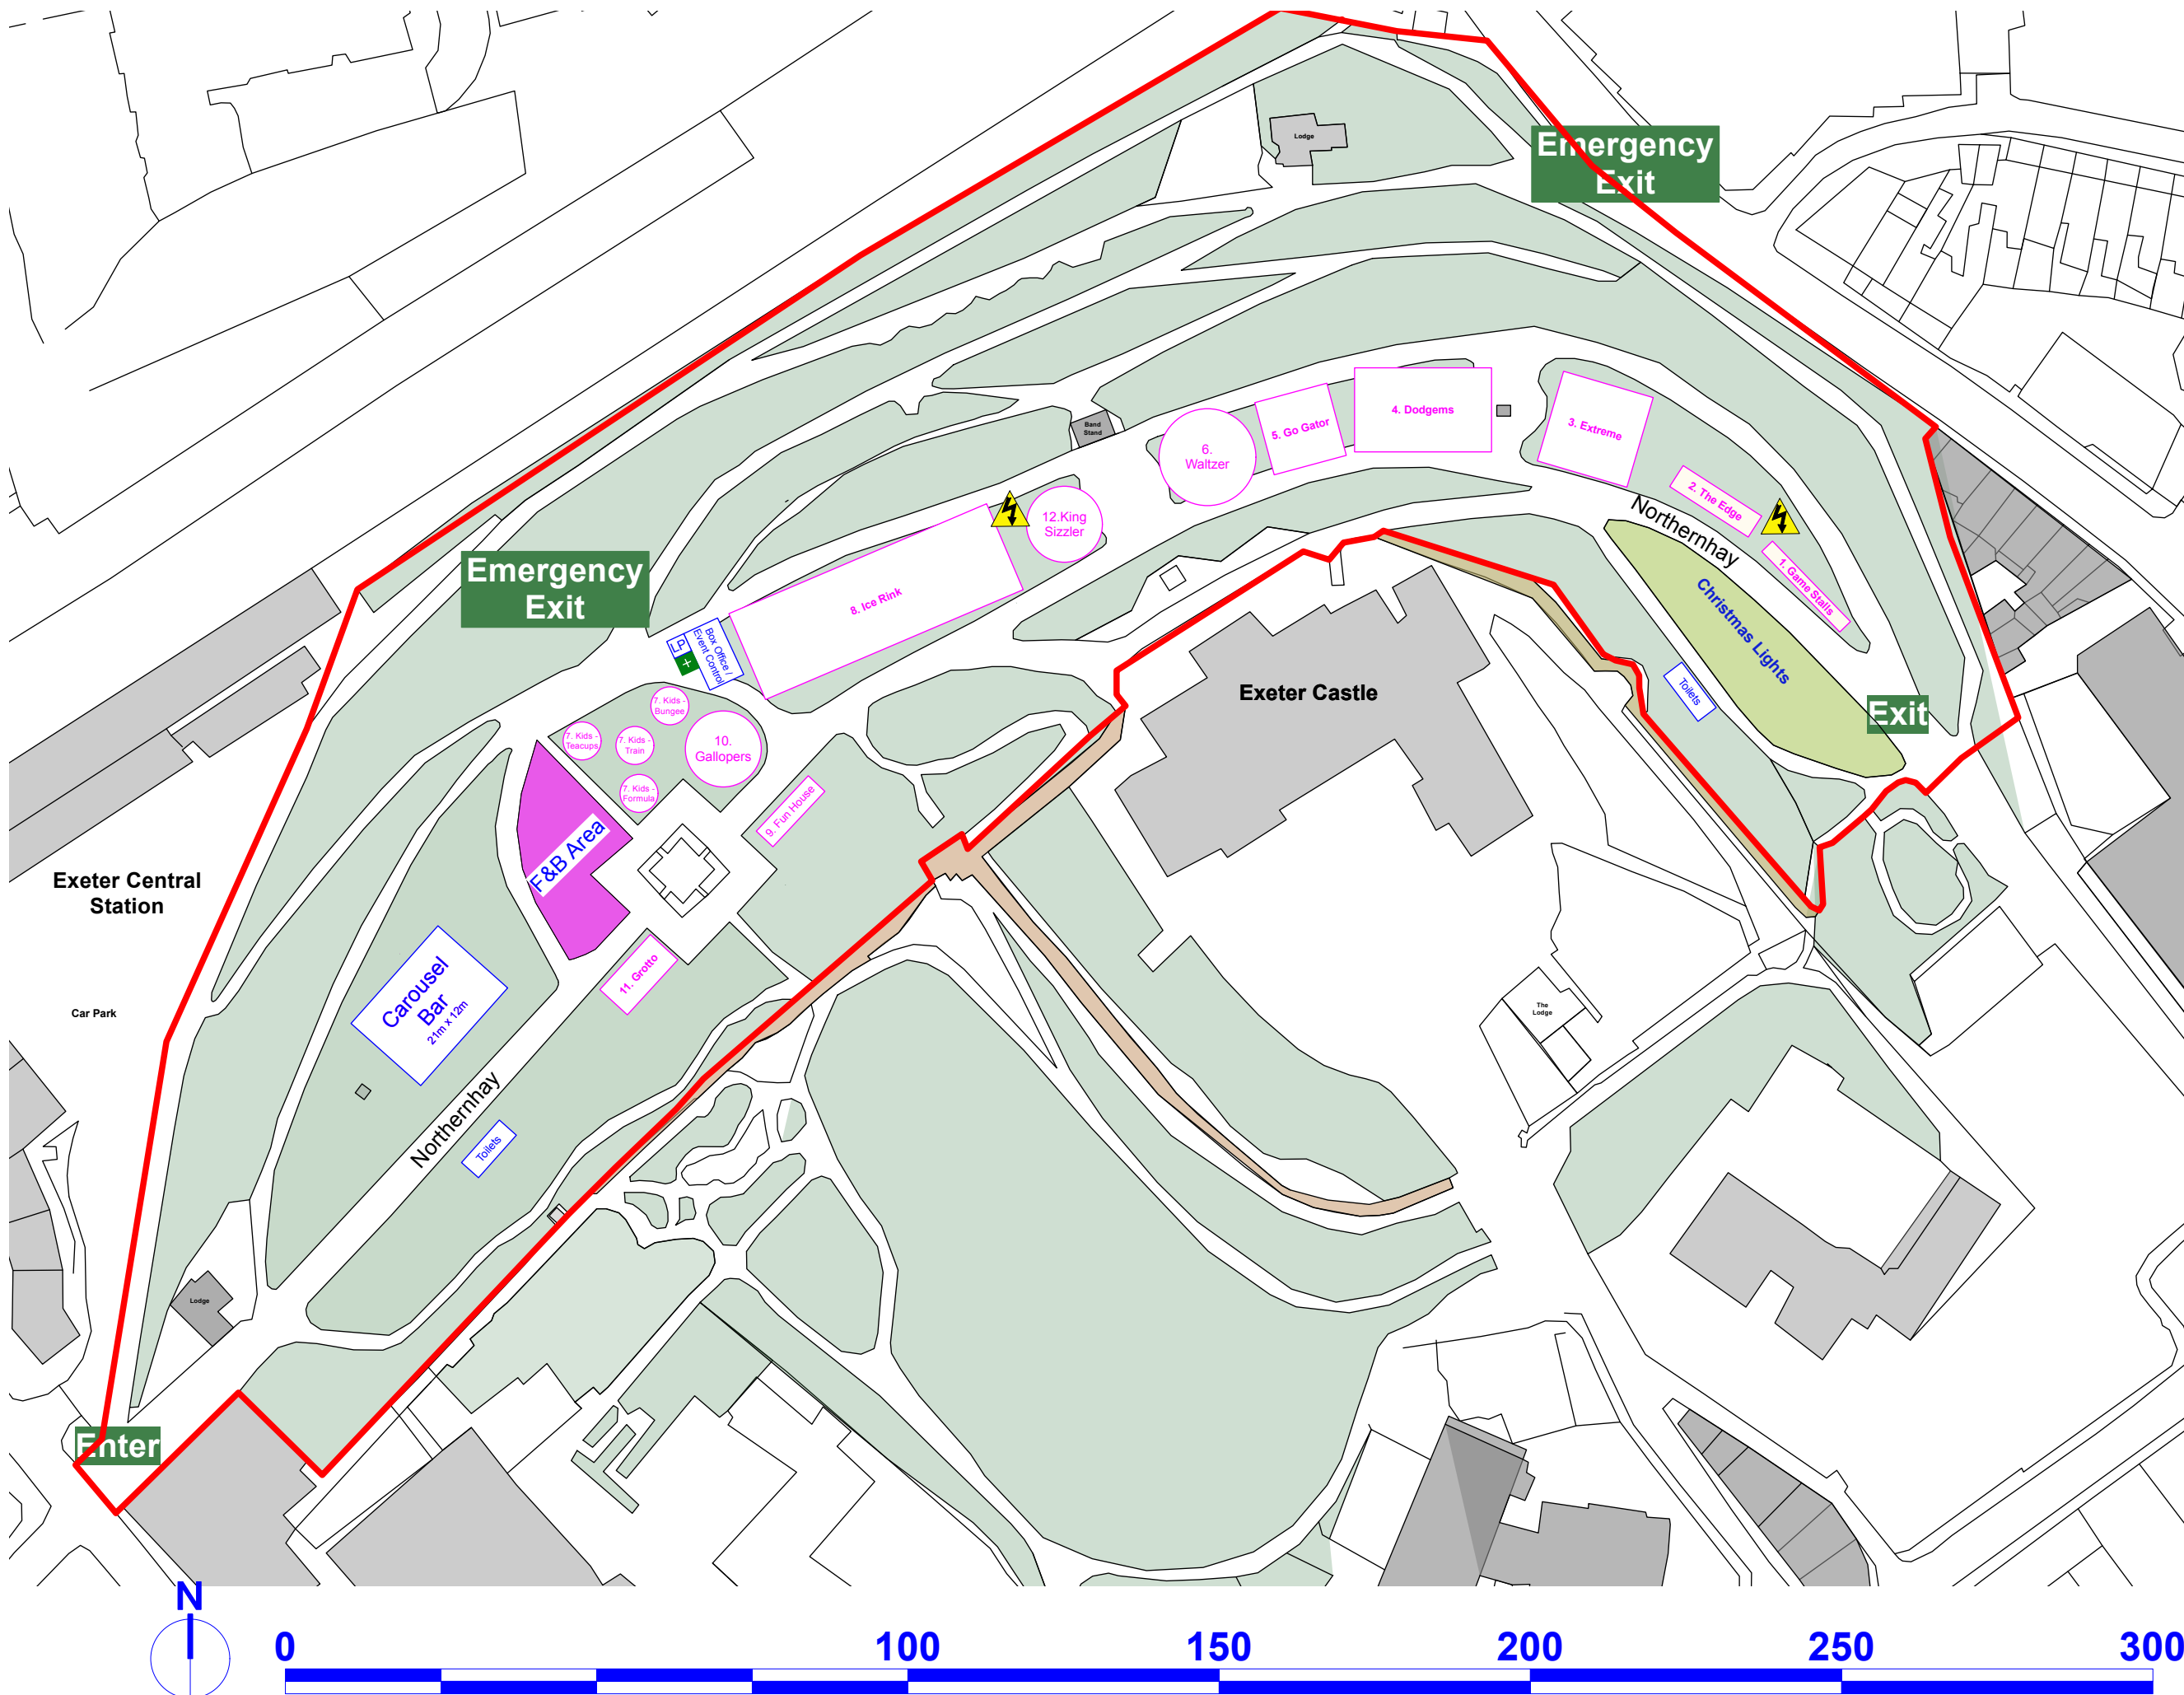 Lodge
Emergency
Exit
4. Dodgems
5. Go Gator
3. Extreme
Band
Stand
6.
Waltzer
2. The Edge
Northernhay
12.King
Sizzler
Emergency
Exit
8. Ice Rink
1. Game Stalls
Christmas Lights
Box Office /
Event Control
LP
Toilets
Exeter Castle
Exit
7. Kids -
Bungee
7. Kids -
Teacups
7. Kids -
Train
10.
Gallopers
7. Kids -
Formula
9. Fun House
F&B Area
Exeter Central
Station
11. Grotto
Carousel
Bar
21m x 12m
Car Park
The
Lodge
Northernhay
Toilets
Lodge
Enter
N
0
100
150
200
250
300